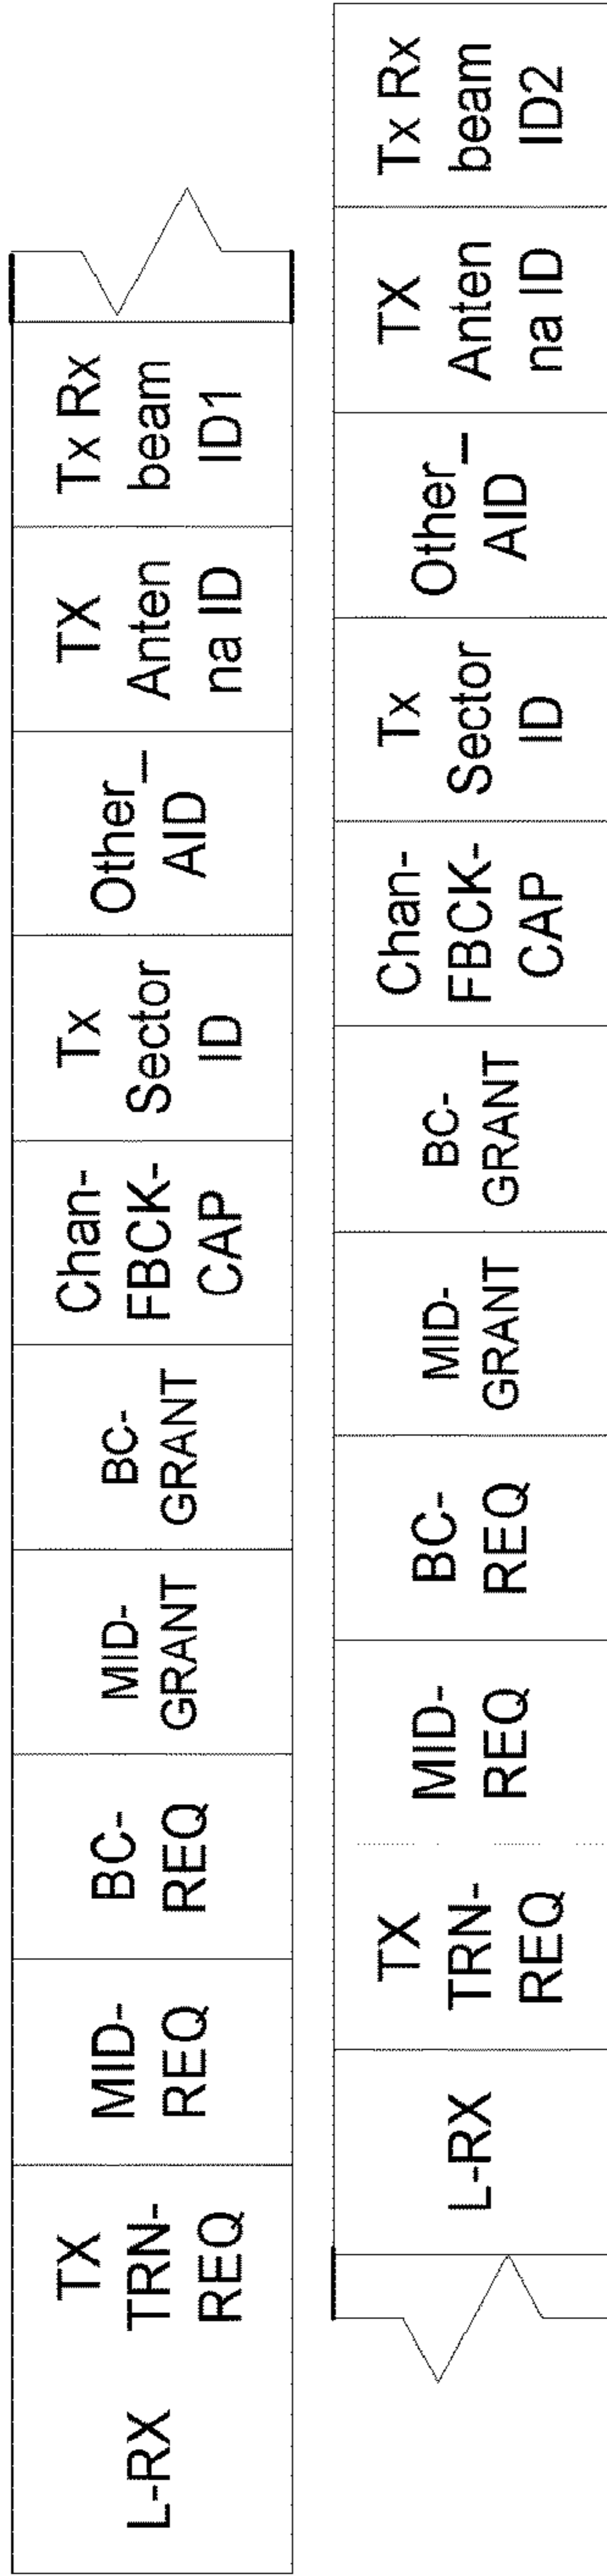 L-RX
TX
TRN-
REQ
MID-
REQ
BC-
REQ
MID-
GRANT
BC-
GRANT
Chan-
FBCK-
CAP
Tx
Sector
ID
Other_
AID
TX
Anten
na ID
Tx Rx
beam
ID1
L-RX
TX
TRN-
REQ
MID-
REQ
BC-
REQ
MID-
GRANT
BC-
GRANT
Chan-
FBCK-
CAP
Tx
Sector
ID
Other_
AID
TX
Anten
na ID
Tx Rx
beam
ID2